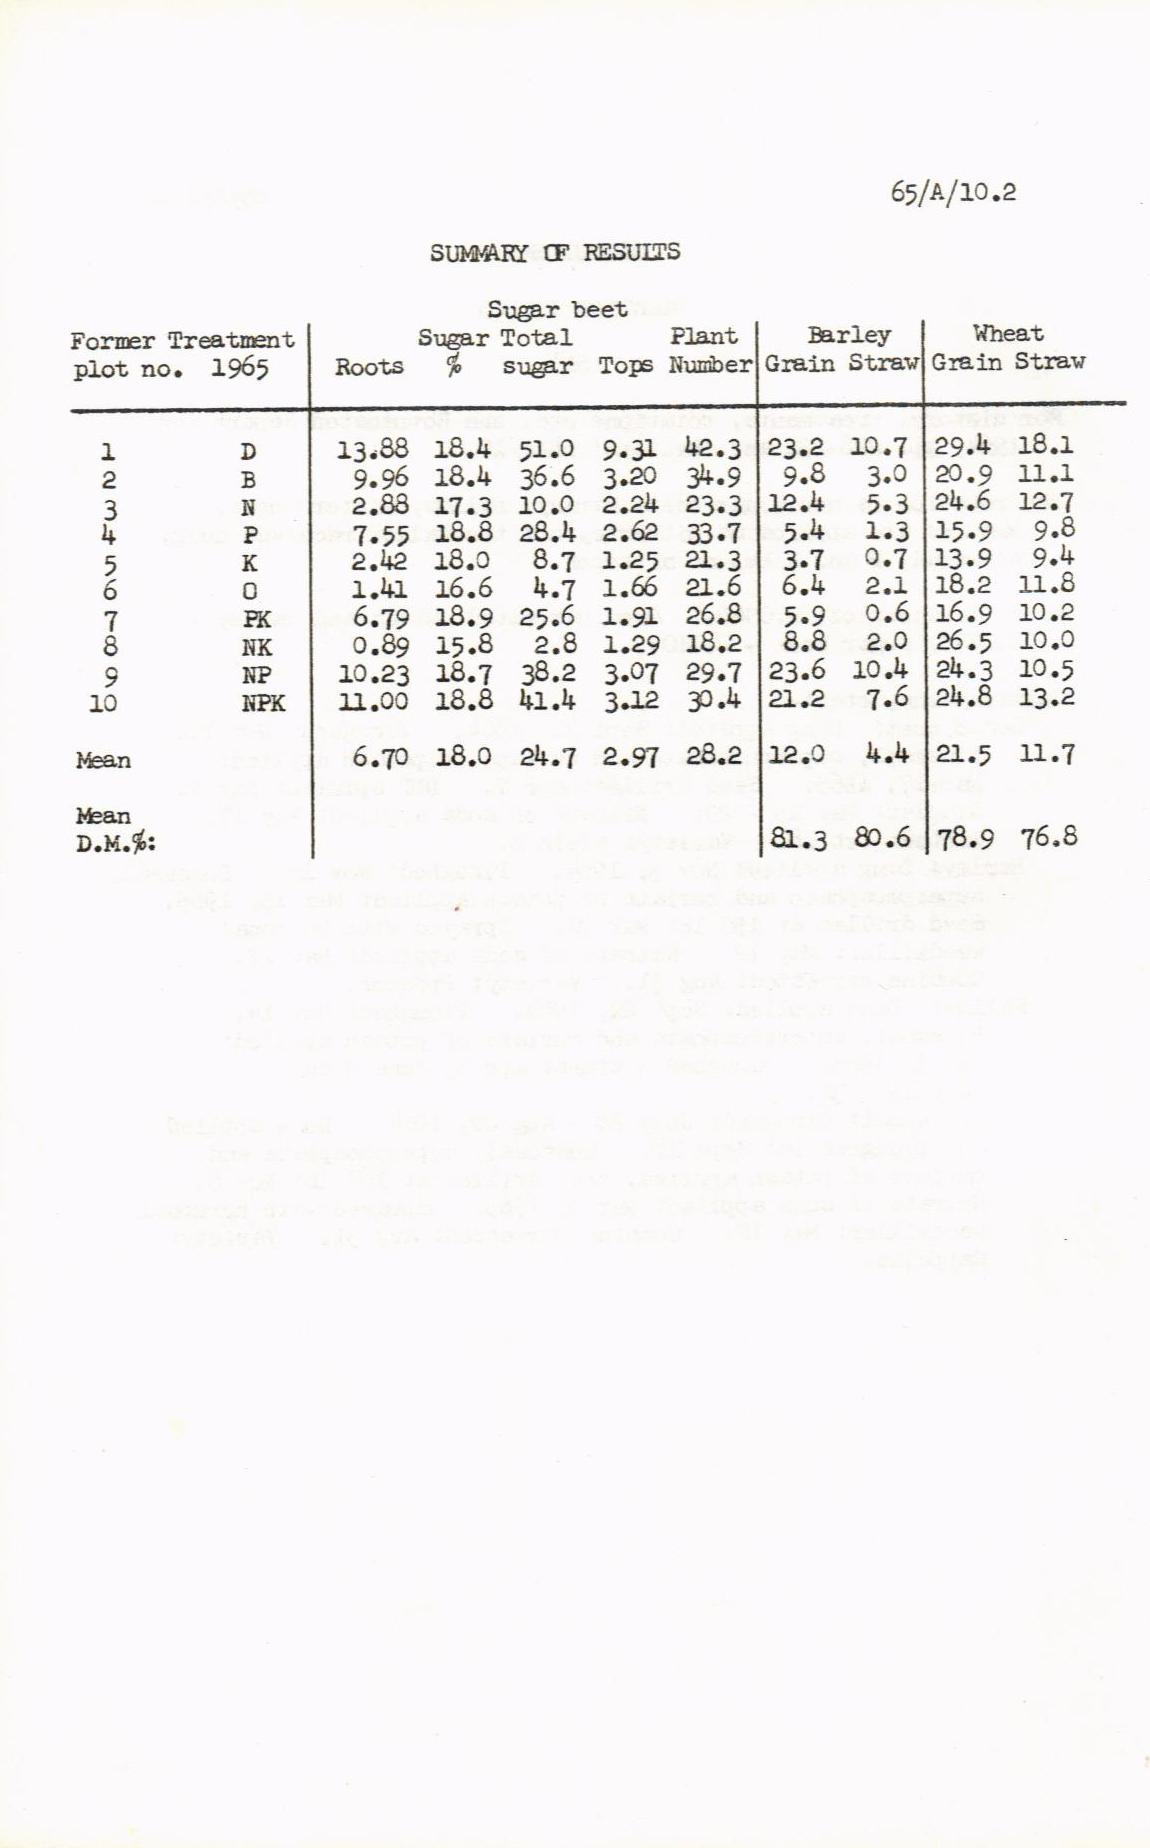 65/A/10.2
SUMMARY OF RESULTS
Sugar beet
Former Treatment Sugar Total Plant Barley Wheat
plot no. 1965 Roots % sugar Tops Number Grain Straw Grain Straw
1 D 13.88 18.4 51.0 9.31 42.3 23.2 10.7 29.4 18.1
2 B 9.96 18.4 36.6 3.20 34.9 9.8 3.0 20.9 11.1
3 N 2.88 17.3 10.0 2.24 23.3 12.4 5.3 24.6 12.7
4 P 7.55 18.8 28.4 2.62 33.7 5.4 1.3 15.9 9.8
5 K 2.42 18.0 8.7 1.25 21.3 3.7 0.7 13.9 9.4
6 O 1.41 16.6 4.7 1.66 21.6 6.4 2.1 18.2 11.8
7 PK 6.79 18.9 25.6 1.91 26.8 5.9 0.6 16.9 10.2
8 NK 0.89 15.8 2.8 1.29 18.2 8.8 2.0 26.5 10.0
9 NP 10.23 18.7 38.2 3.07 29.7 23.6 10.4 24.3 10.5
10 NPK 11.00 18.8 41.4 3.12 30.4 21.2 7.6 24.8 13.2
Mean 6.70 18.0 24.7 2.97 28.2 12.0 4.4 21.5 11.7
Mean
D.M.%: 81.3 80.6 78.9 76.8